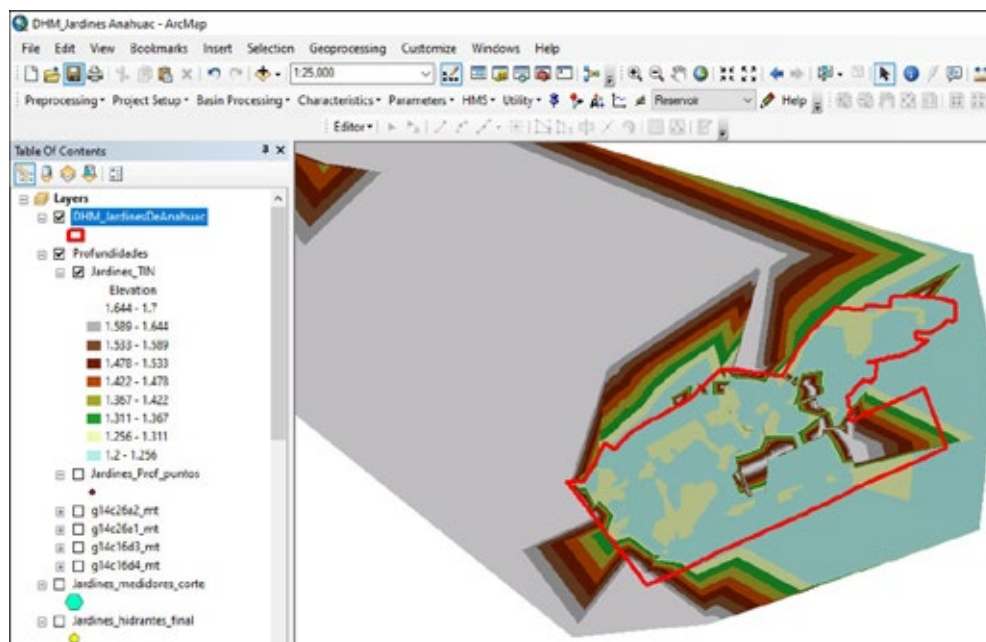 DHM_Jardines Anahuac - ArcMap
File Edit View Bookmarks Insert Selection Geoprocessing Customize Windows Help
1:25,000
Preprocessing Project Setup Basin Processing Characteristics Parameters HMS Utility Reservoir Help
Editor
Table Of Contents
Layers
DHM_JardinesDeAnahuac
Profundidades
Jardines_TIN
Elevation
1.644 - 1.7
1.589 - 1.644
1.533 - 1.589
1.478 - 1.533
1.422 - 1.478
1.367 - 1.422
1.311 - 1.367
1.256 - 1.311
1.2 - 1.256
Jardines_Prof_puntos
g14c26a2_mt
g14c26e1_mt
g14c16d3_mt
g14c16d4_mt
Jardines_medidores_corte
Jardines_hidrantes_final